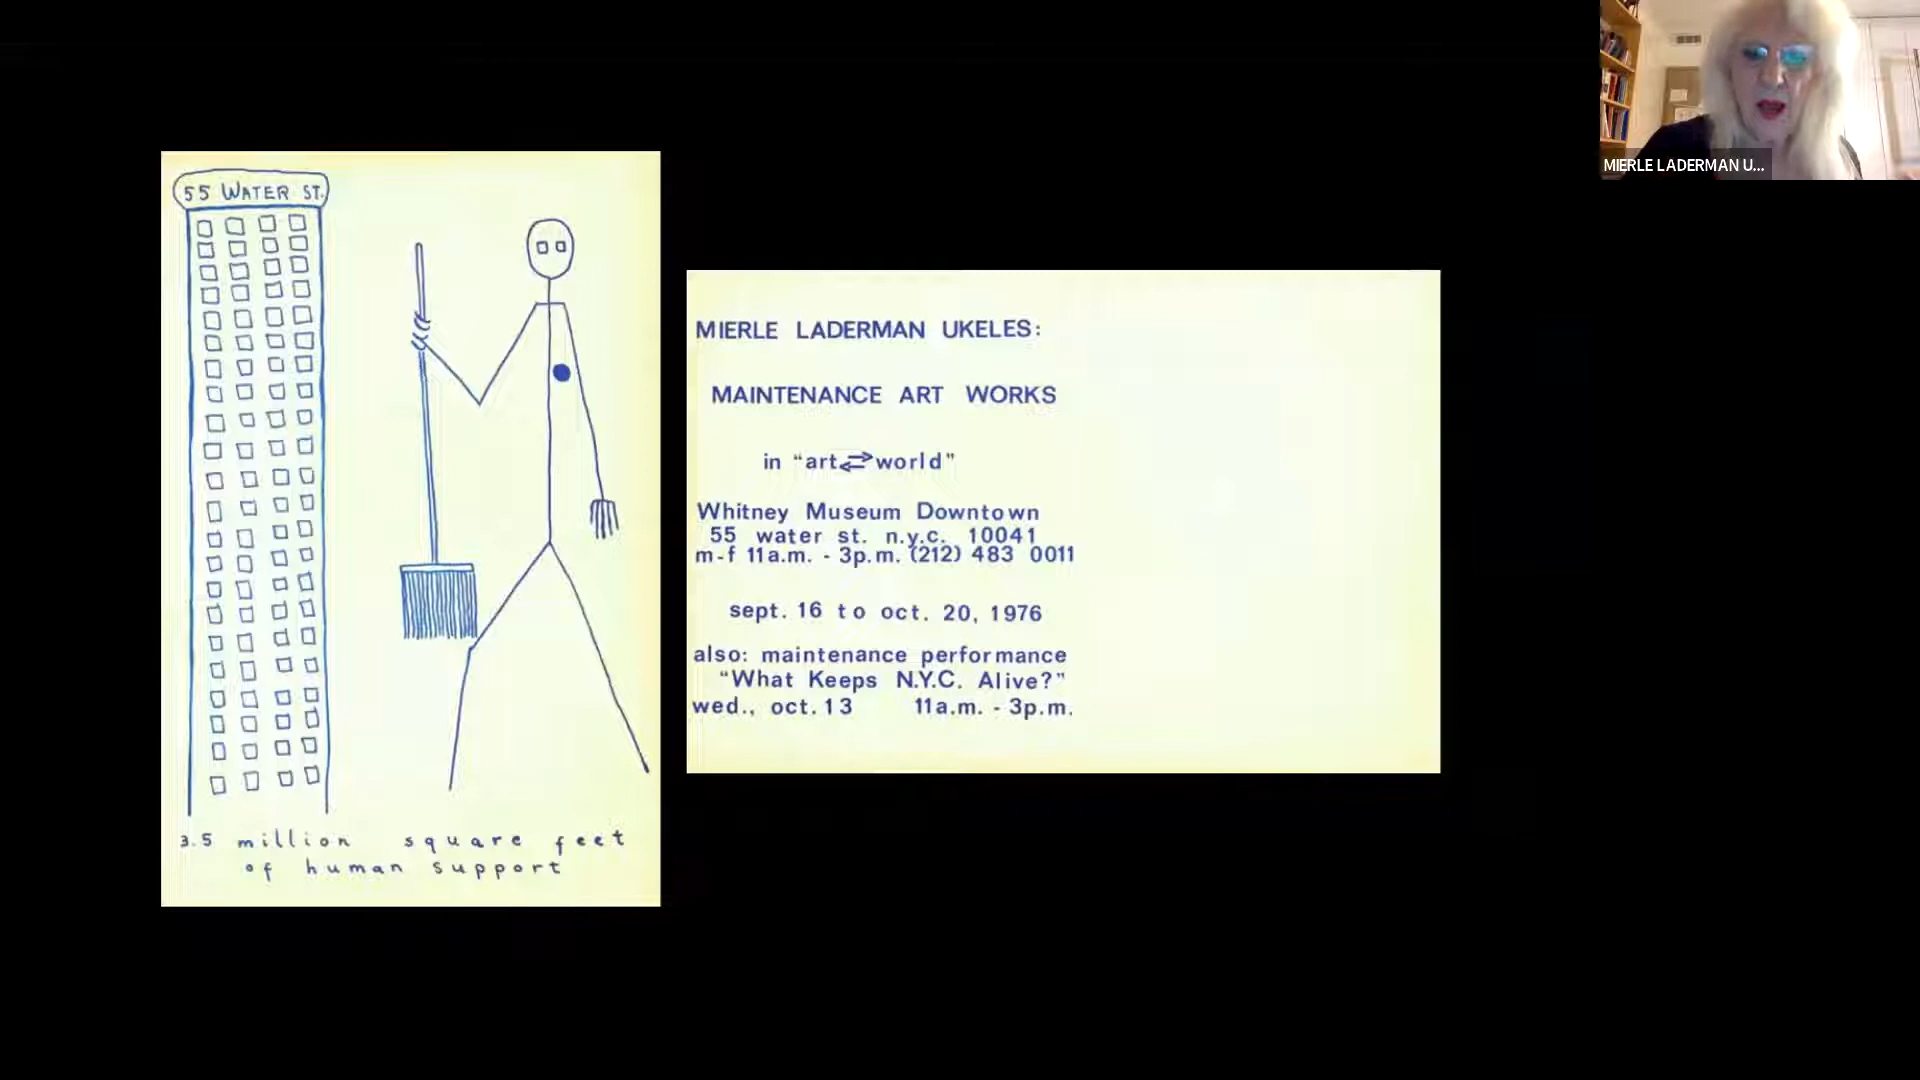 55 WATER ST.
3.5 million square feet
of human support
MIERLE LADERMAN UKELES:
MAINTENANCE ART WORKS
in “art⇄world”
Whitney Museum Downtown
55 water st. n.y.c. 10041
m-f 11a.m. - 3p.m. (212) 483 0011
sept. 16 to oct. 20, 1976
also: maintenance performance
“What Keeps N.Y.C. Alive?”
wed., oct. 13 11a.m. - 3p.m.
MIERLE LADERMAN U...